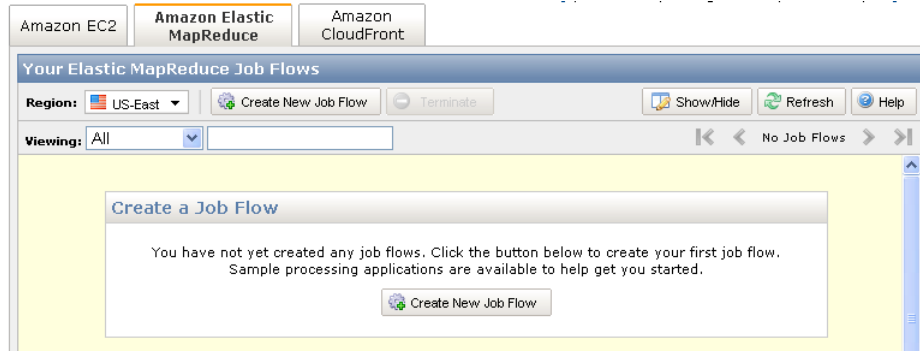 Amazon EC2
Amazon Elastic
MapReduce
Amazon
CloudFront
Your Elastic MapReduce Job Flows
Region: US-East Create New Job Flow Terminate Show/Hide Refresh Help
Viewing: All No Job Flows
Create a Job Flow
You have not yet created any job flows. Click the button below to create your first job flow.
Sample processing applications are available to help get you started.
Create New Job Flow